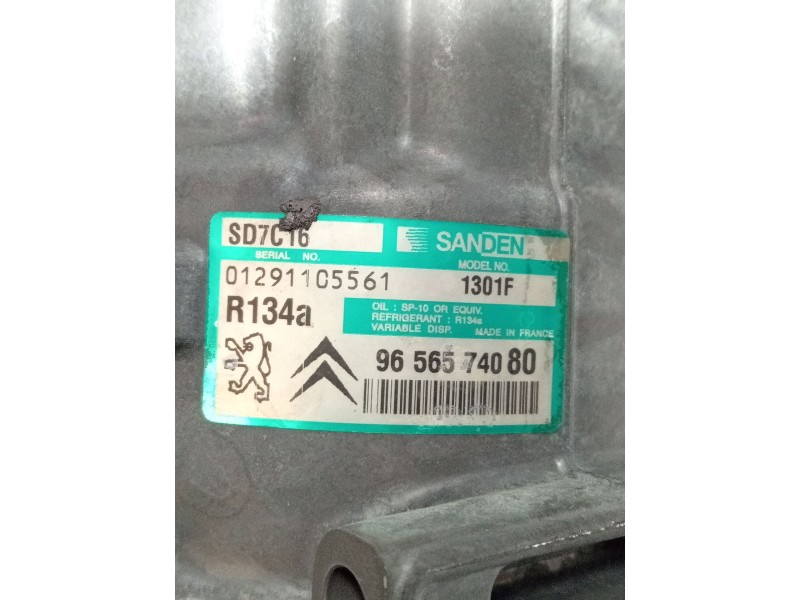 SD7C16
SANDEN
SERIAL NO.
MODEL NO.
01291105561
1301F
R134a
OIL : SP-10 OR EQUIV.
REFRIGERANT : R134a
VARIABLE DISP. MADE IN FRANCE
96 565 740 80